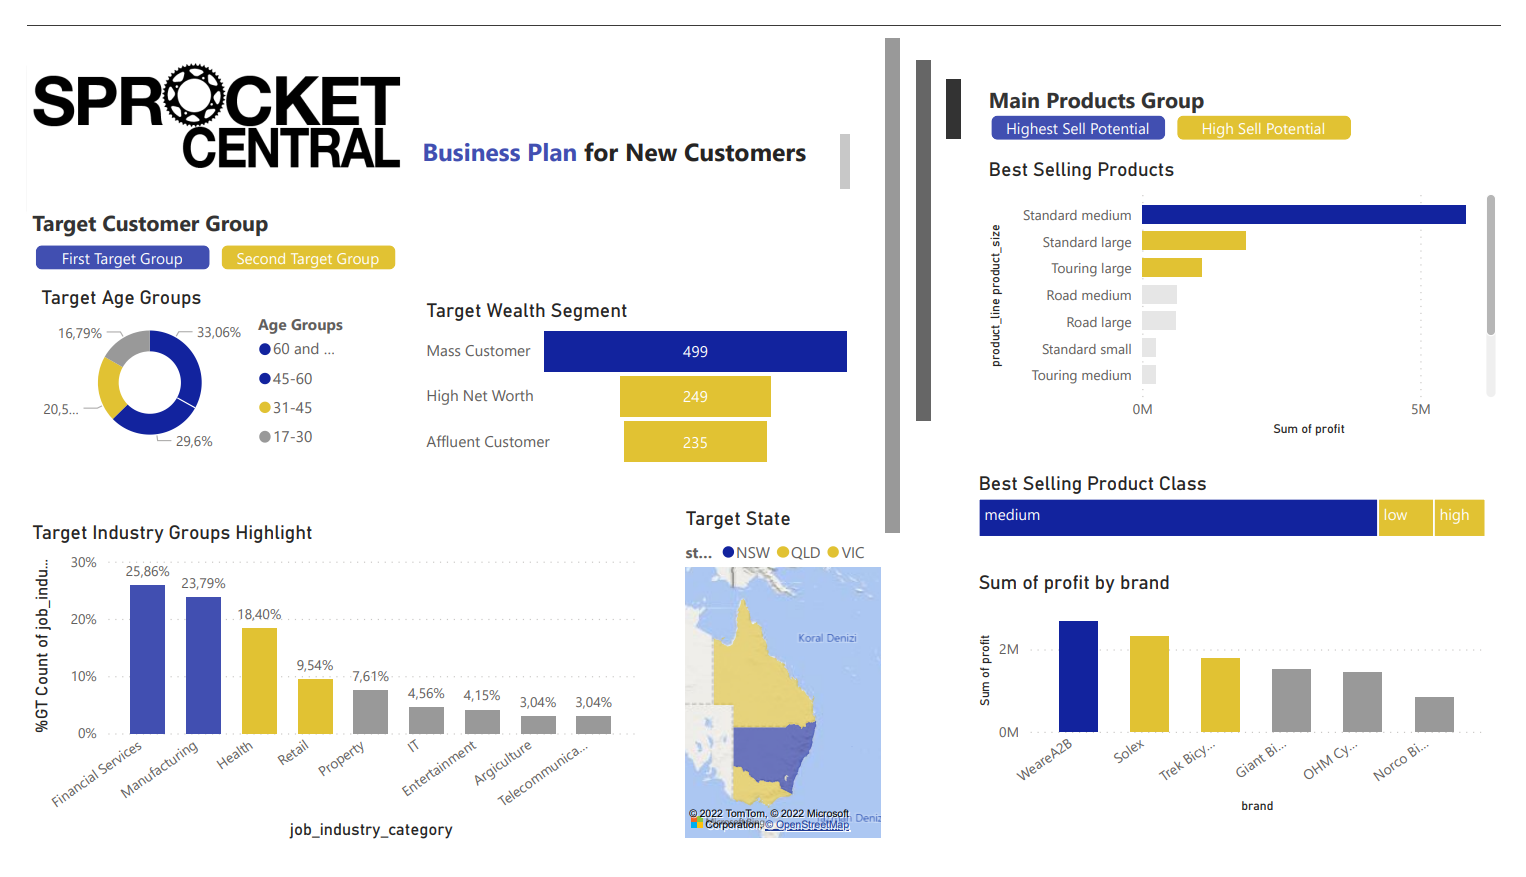 SPROCKET
CENTRAL
Business Plan for New Customers
Target Customer Group
First Target Group
Second Target Group
Target Age Groups
16,79%
33,06%
20,5...
29,6%
Age Groups
60 and ...
45-60
31-45
17-30
Target Wealth Segment
Mass Customer
499
High Net Worth
249
Affluent Customer
235
Target Industry Groups Highlight
%GT Count of job_indu...
30%
20%
10%
0%
25,86%
23,79%
18,40%
9,54%
7,61%
4,56%
4,15%
3,04%
3,04%
Financial Services
Manufacturing
Health
Retail
Property
IT
Entertainment
Argiculture
Telecommunica...
job_industry_category
Target State
st...
NSW
QLD
VIC
Koral Denizi
© 2022 TomTom, © 2022 Microsoft
Corporation, © OpenStreetMap
Deniz
Main Products Group
Highest Sell Potential
High Sell Potential
Best Selling Products
product_line product_size
Standard medium
Standard large
Touring large
Road medium
Road large
Standard small
Touring medium
0M
5M
Sum of profit
Best Selling Product Class
medium
low
high
Sum of profit by brand
Sum of profit
2M
0M
WeareA2B
Solex
Trek Bicy...
Giant Bi...
OHM Cy...
Norco Bi...
brand